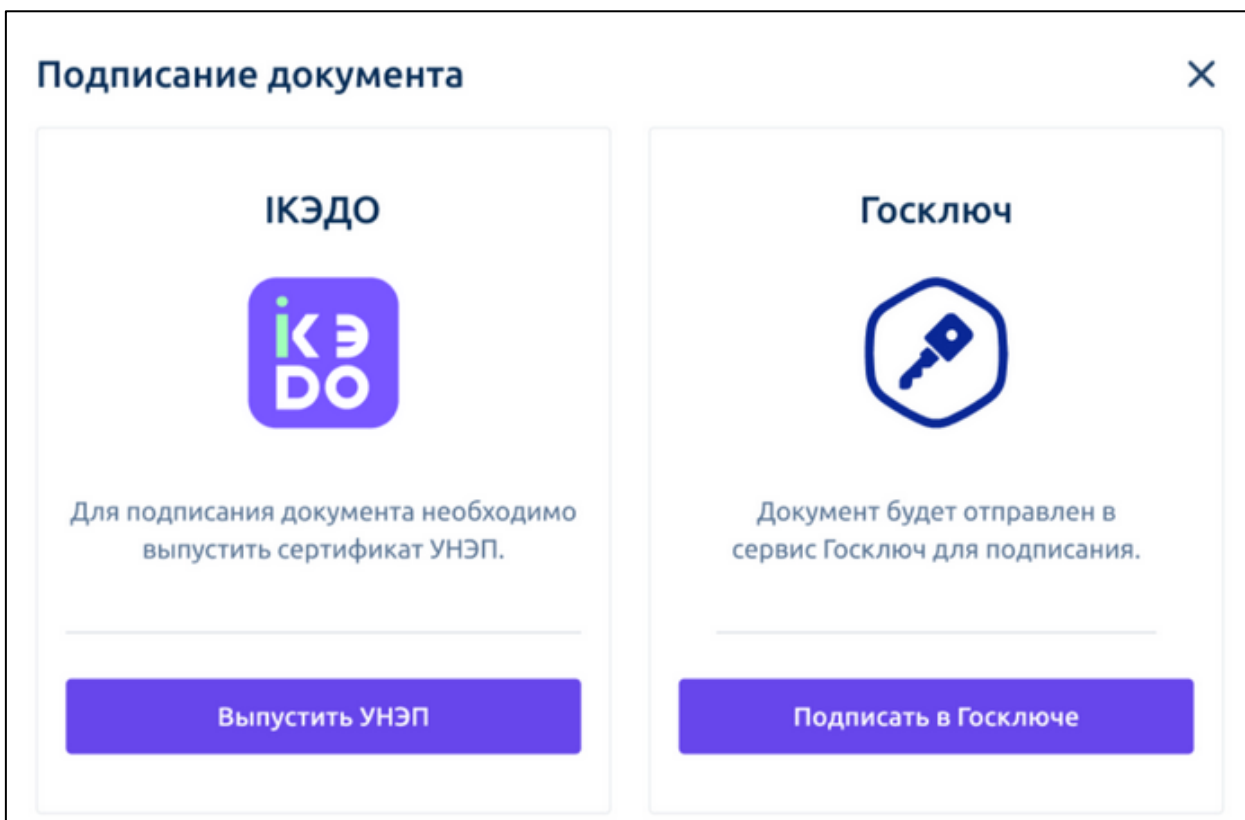 Подписание документа
IКЭДО
iкэ
DO
Для подписания документа необходимо
выпустить сертификат УНЭП.
Выпустить УНЭП
Госключ
Документ будет отправлен в
сервис Госключ для подписания.
Подписать в Госключе